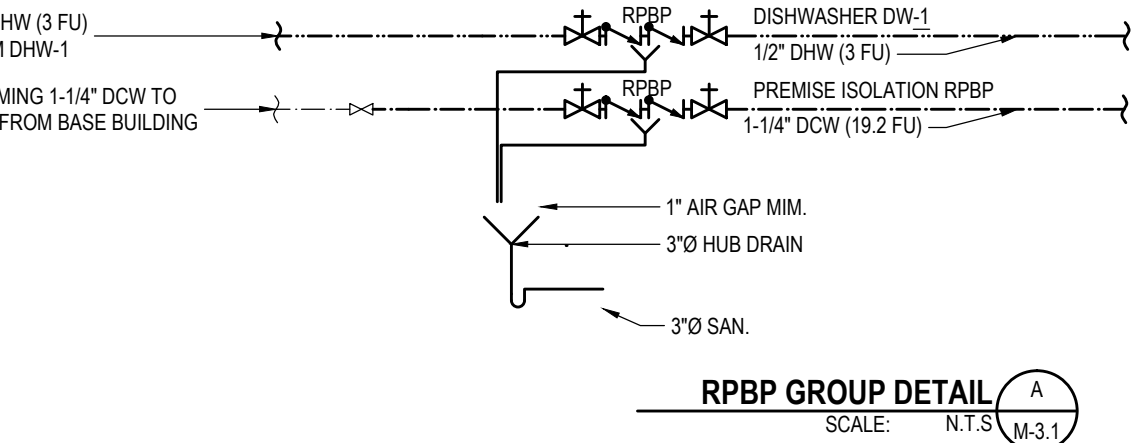 HW (3 FU)
M DHW-1
RPBP
DISHWASHER DW-1
1/2" DHW (3 FU)
MING 1-1/4" DCW TO
FROM BASE BUILDING
RPBP
PREMISE ISOLATION RPBP
1-1/4" DCW (19.2 FU)
1" AIR GAP MIM.
3"Ø HUB DRAIN
3"Ø SAN.
RPBP GROUP DETAIL
A
SCALE: N.T.S
M-3.1